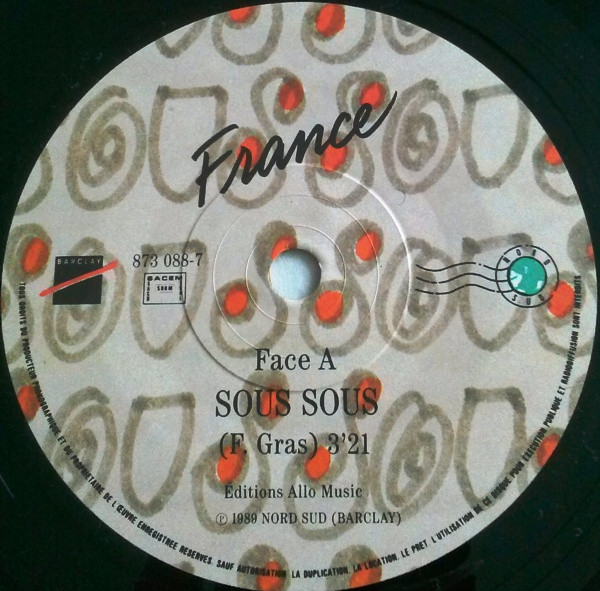 France
BARCLAY
873 088-7
SACEM
NORD
SUD
Face A
SOUS SOUS
(F. Gras) 3'21
Editions Allo Music
℗ 1989 NORD SUD (BARCLAY)
TOUS DROITS DU PRODUCTEUR PHONOGRAPHIQUE ET DU PROPRIETAIRE DE L'ŒUVRE ENREGISTREE RESERVES. SAUF AUTORISATION LA DUPLICATION, LA LOCATION, LE PRET, L'UTILISATION DE CE DISQUE POUR EXECUTION PUBLIQUE ET RADIODIFFUSION SONT INTERDITS